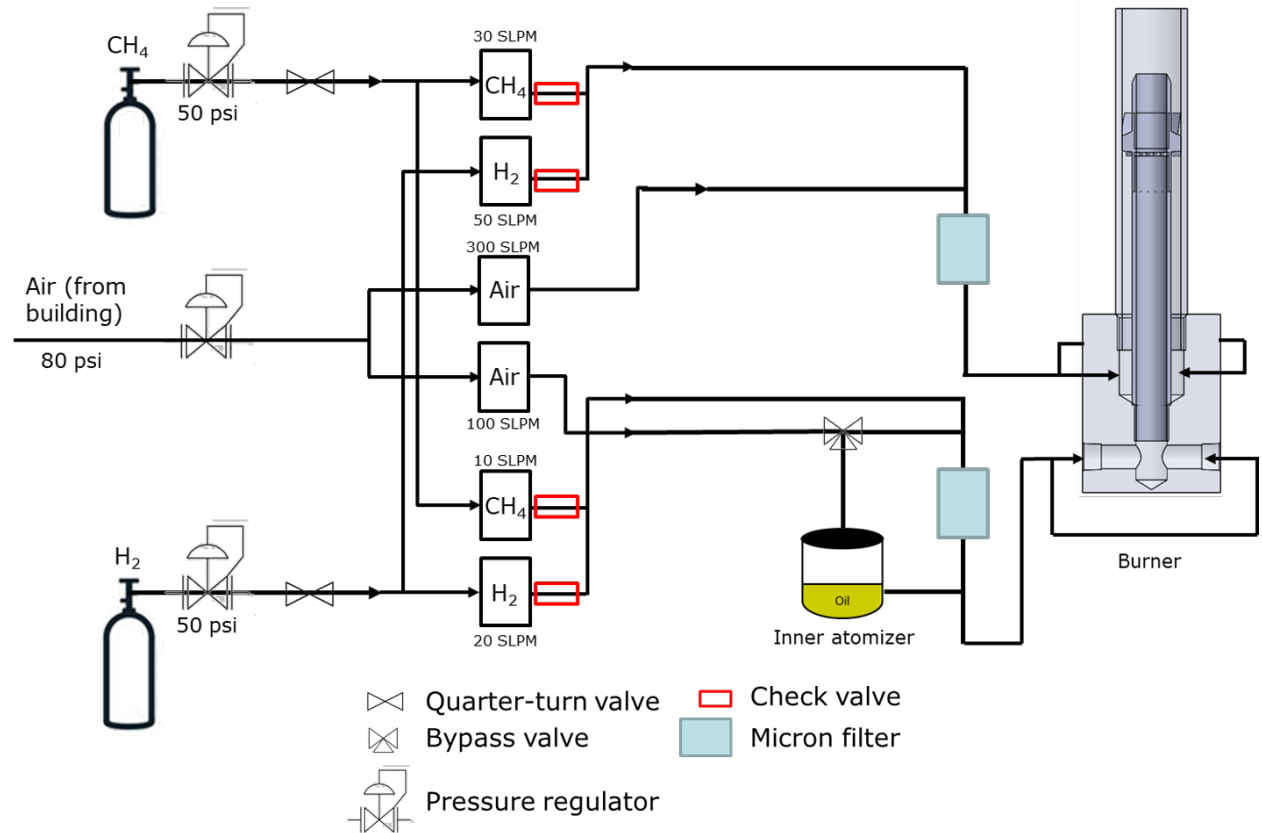 CH₄
50 psi
30 SLPM
CH₄
H₂
50 SLPM
300 SLPM
Air
Air (from
building)
80 psi
Air
100 SLPM
10 SLPM
CH₄
H₂
50 psi
H₂
20 SLPM
Oil
Inner atomizer
Burner
Quarter-turn valve
Check valve
Bypass valve
Micron filter
Pressure regulator